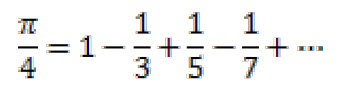 π/4 = 1 − 1/3 + 1/5 − 1/7 + ⋯